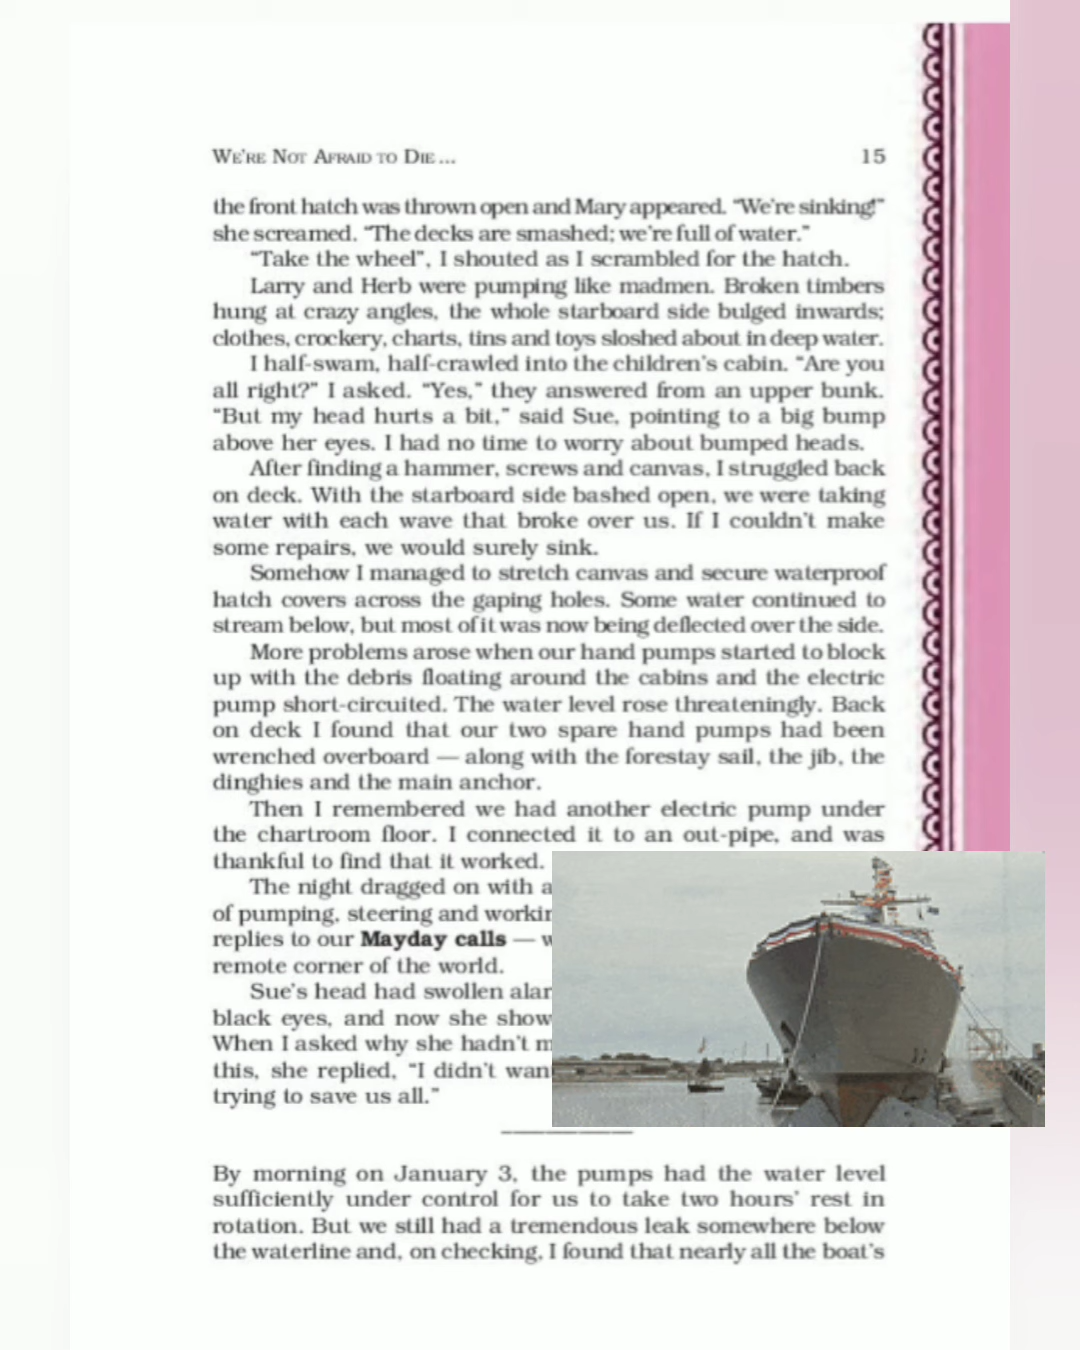 WE'RE NOT AFRAID TO DIE... 15
the front hatch was thrown open and Mary appeared. “We're sinking!”
she screamed. “The decks are smashed; we're full of water.”
“Take the wheel”, I shouted as I scrambled for the hatch.
Larry and Herb were pumping like madmen. Broken timbers
hung at crazy angles, the whole starboard side bulged inwards;
clothes, crockery, charts, tins and toys sloshed about in deep water.
I half-swam, half-crawled into the children's cabin. “Are you
all right?” I asked. “Yes,” they answered from an upper bunk.
“But my head hurts a bit,” said Sue, pointing to a big bump
above her eyes. I had no time to worry about bumped heads.
After finding a hammer, screws and canvas, I struggled back
on deck. With the starboard side bashed open, we were taking
water with each wave that broke over us. If I couldn't make
some repairs, we would surely sink.
Somehow I managed to stretch canvas and secure waterproof
hatch covers across the gaping holes. Some water continued to
stream below, but most of it was now being deflected over the side.
More problems arose when our hand pumps started to block
up with the debris floating around the cabins and the electric
pump short-circuited. The water level rose threateningly. Back
on deck I found that our two spare hand pumps had been
wrenched overboard — along with the forestay sail, the jib, the
dinghies and the main anchor.
Then I remembered we had another electric pump under
the chartroom floor. I connected it to an out-pipe, and was
thankful to find that it worked.
The night dragged on with a
of pumping, steering and
replies to our Mayday calls —
remote corner of the world.
Sue's head had swollen
black eyes, and now she
When I asked why she hadn't
this, she replied, “I didn't
trying to save us all.”
By morning on January 3, the pumps had the water level
sufficiently under control for us to take two hours' rest in
rotation. But we still had a tremendous leak somewhere below
the waterline and, on checking, I found that nearly all the boat's